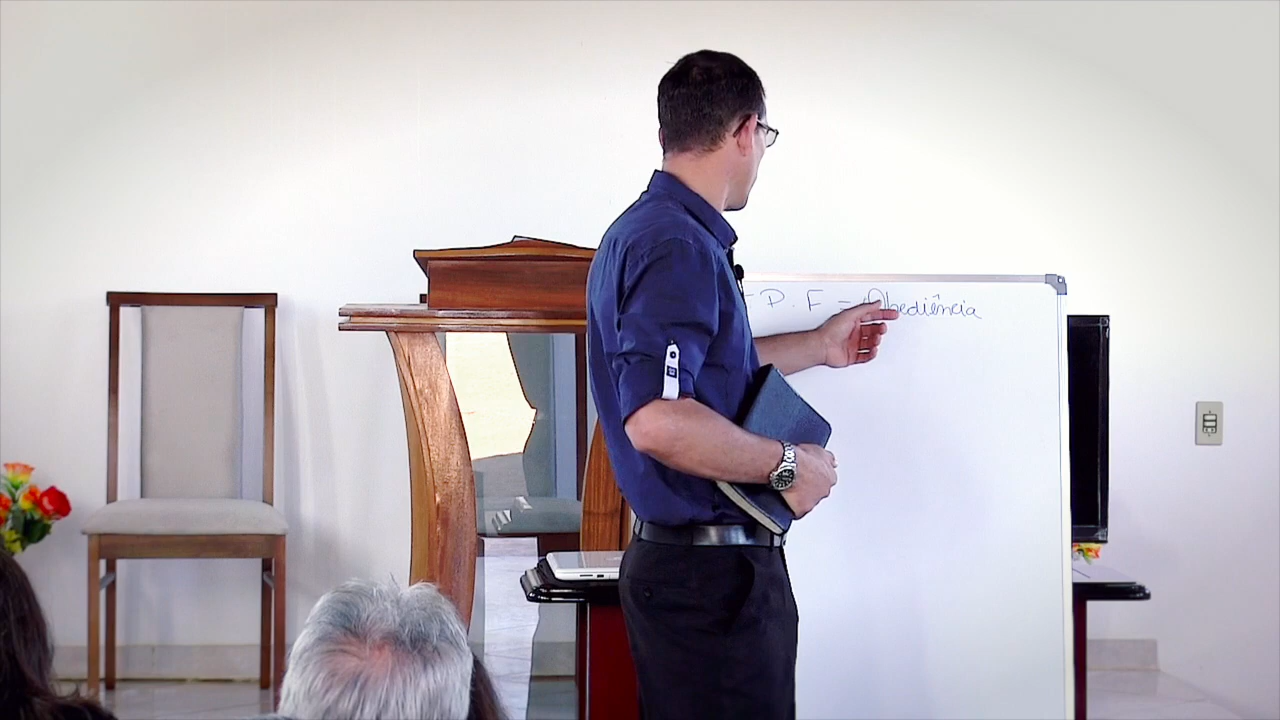 P. F = Obediência